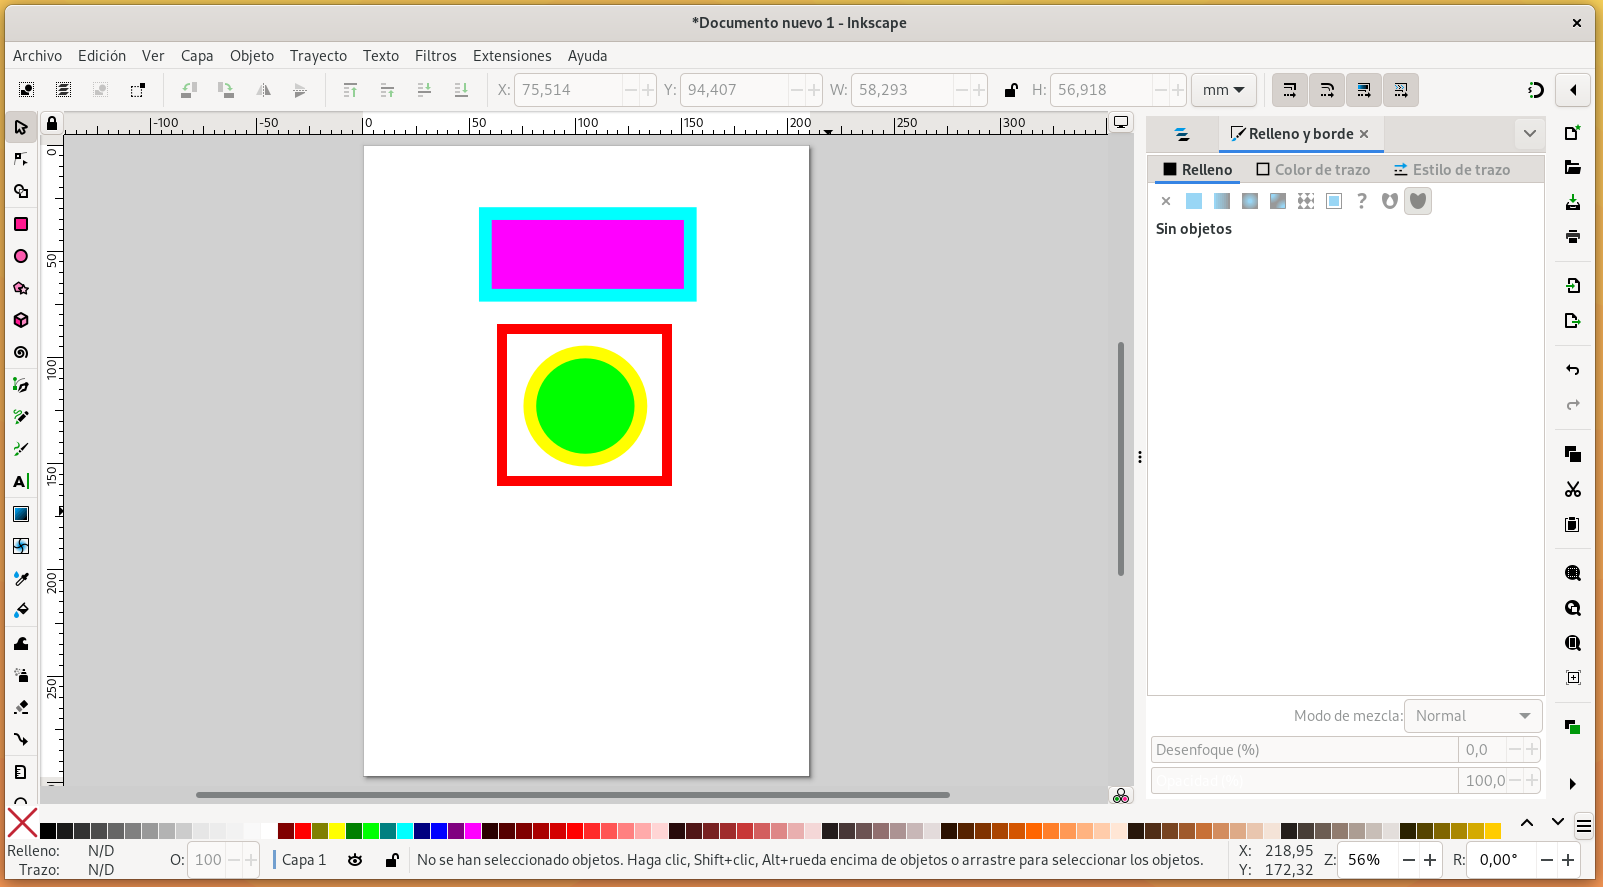 *Documento nuevo 1 - Inkscape
Archivo Edición Ver Capa Objeto Trayecto Texto Filtros Extensiones Ayuda
X: 75,514 Y: 94,407 W: 58,293 H: 56,918 mm
-100 -50 0 50 100 150 200 250 300
0
50
100
150
200
250
Relleno y borde
Relleno Color de trazo Estilo de trazo
Sin objetos
Modo de mezcla: Normal
Desenfoque (%) 0,0
Opacidad (%) 100,0
Relleno: N/D
Trazo: N/D
O: 100
Capa 1
No se han seleccionado objetos. Haga clic, Shift+clic, Alt+rueda encima de objetos o arrastre para seleccionar los objetos.
X: 218,95
Y: 172,32
Z: 56%
R: 0,00°